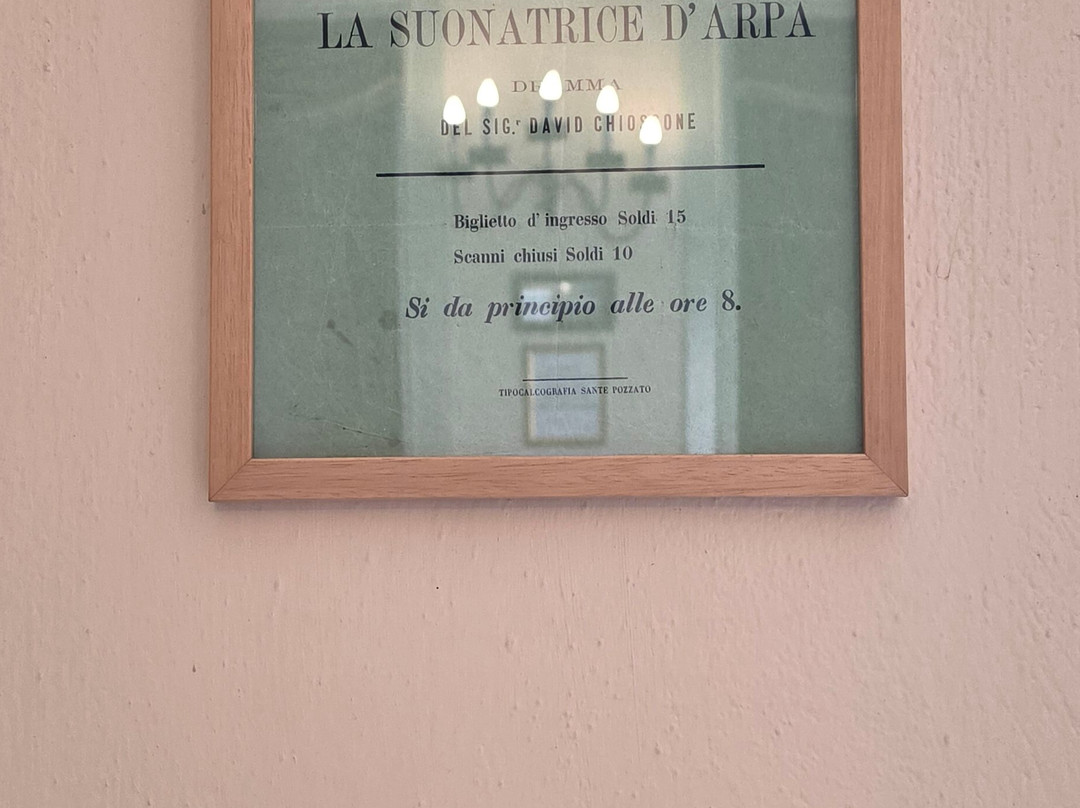 LA SUONATRICE D'ARPA
DRAMMA
DEL SIG.r DAVID CHIOSSONE
Biglietto d'ingresso Soldi 15
Scanni chiusi Soldi 10
Si da principio alle ore 8.
TIPOCALCOGRAFIA SANTE POZZATO